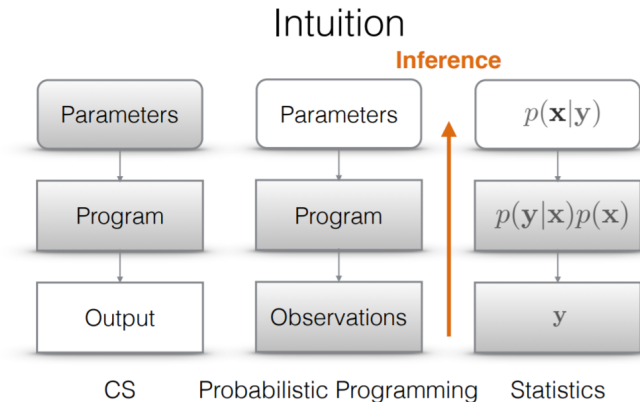 Intuition
Inference
Parameters
Parameters
p(x|y)
Program
Program
p(y|x)p(x)
Output
Observations
y
CS
Probabilistic Programming
Statistics